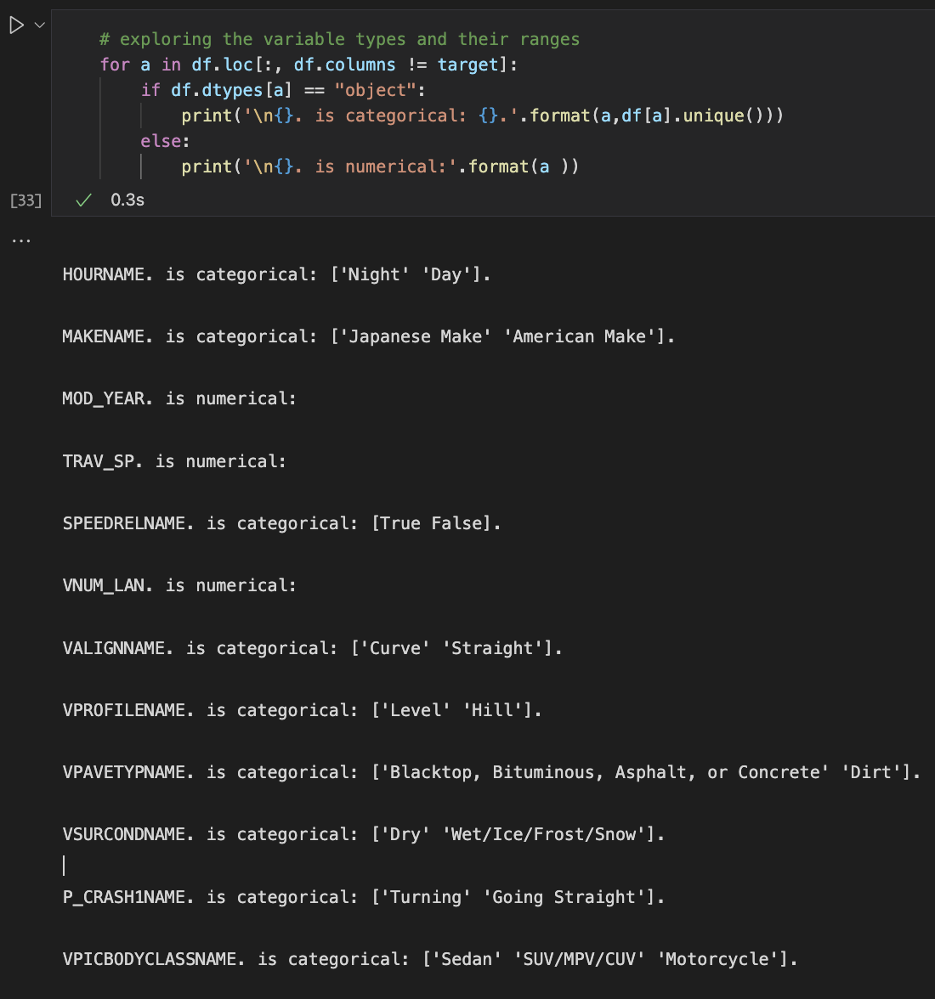 # exploring the variable types and their ranges
for a in df.loc[:, df.columns != target]:
    if df.dtypes[a] == "object":
        print('\n{}. is categorical: {}.'.format(a,df[a].unique()))
    else:
        print('\n{}. is numerical:'.format(a ))
[33] ✓ 0.3s
...
HOURNAME. is categorical: ['Night' 'Day'].
MAKENAME. is categorical: ['Japanese Make' 'American Make'].
MOD_YEAR. is numerical:
TRAV_SP. is numerical:
SPEEDRELNAME. is categorical: [True False].
VNUM_LAN. is numerical:
VALIGNNAME. is categorical: ['Curve' 'Straight'].
VPROFILENAME. is categorical: ['Level' 'Hill'].
VPAVETYPNAME. is categorical: ['Blacktop, Bituminous, Asphalt, or Concrete' 'Dirt'].
VSURCONDNAME. is categorical: ['Dry' 'Wet/Ice/Frost/Snow'].
P_CRASH1NAME. is categorical: ['Turning' 'Going Straight'].
VPICBODYCLASSNAME. is categorical: ['Sedan' 'SUV/MPV/CUV' 'Motorcycle'].